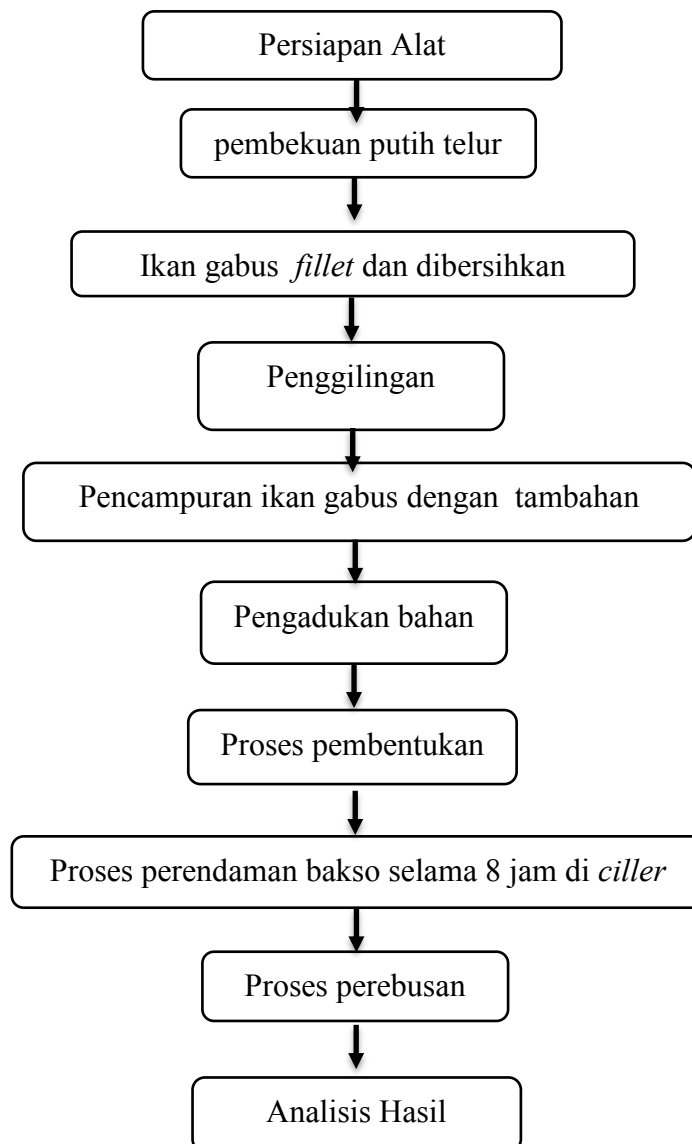 Persiapan Alat
pembekuan putih telur
Ikan gabus fillet dan dibersihkan
Penggilingan
Pencampuran ikan gabus dengan tambahan
Pengadukan bahan
Proses pembentukan
Proses perendaman bakso selama 8 jam di ciller
Proses perebusan
Analisis Hasil